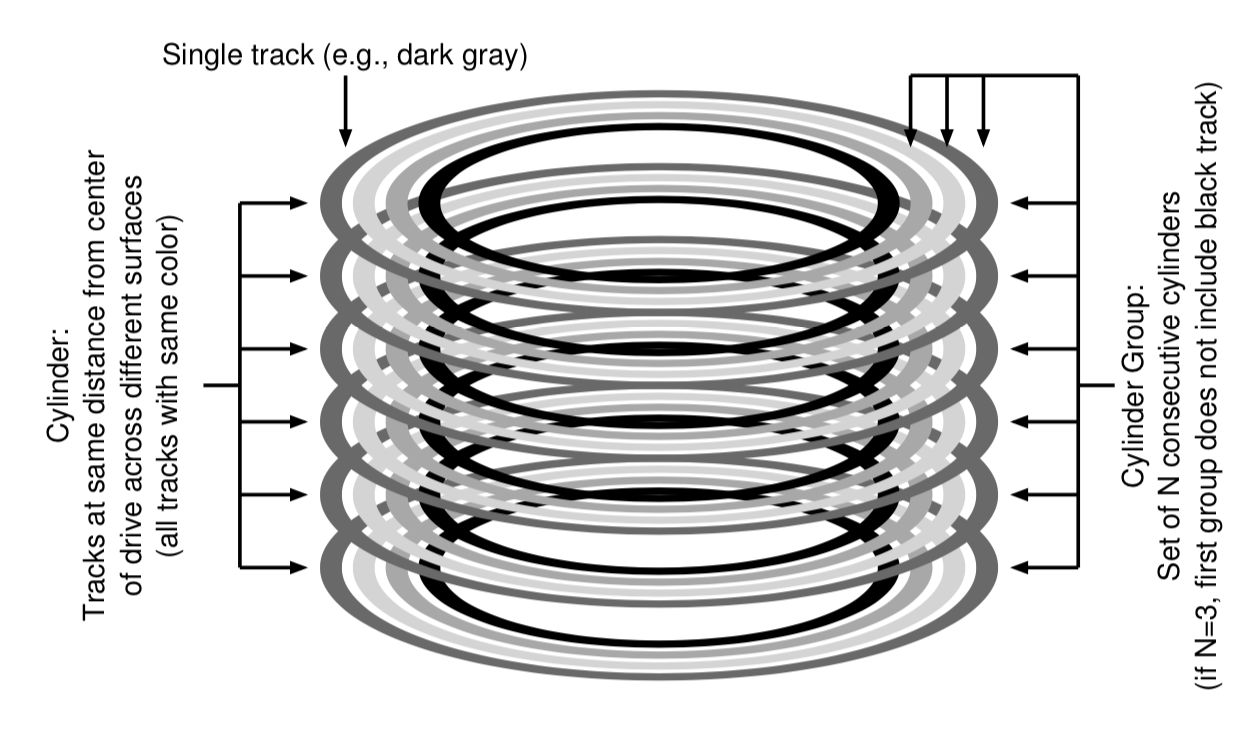 Single track (e.g., dark gray)
Cylinder:
Tracks at same distance from center
of drive across different surfaces
(all tracks with same color)
Cylinder Group:
Set of N consecutive cylinders
(if N=3, first group does not include black track)